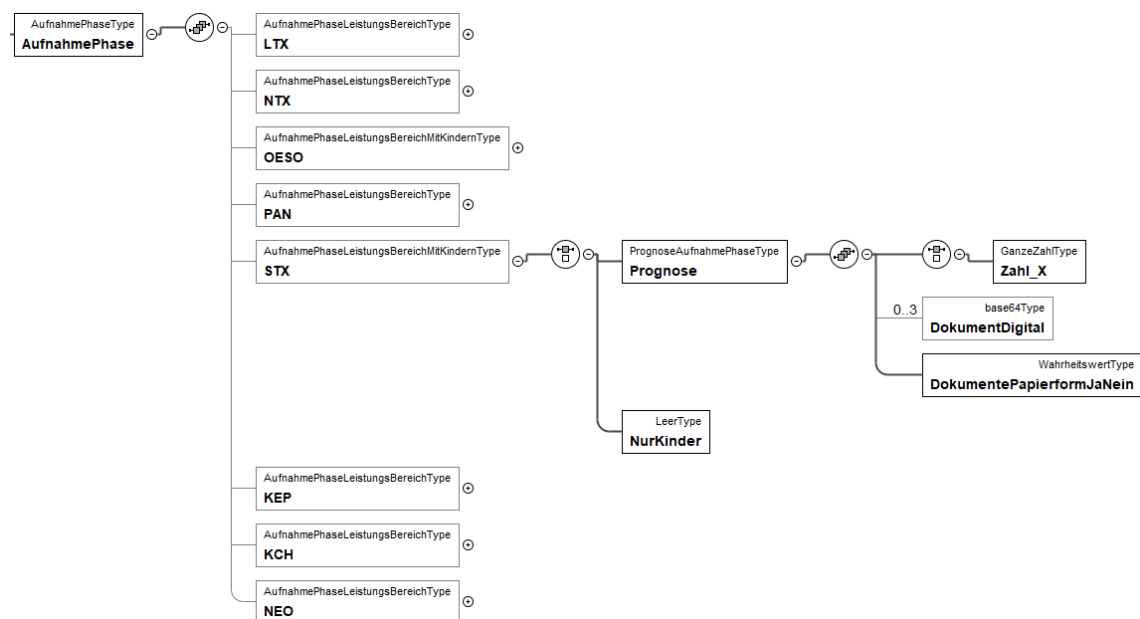 AufnahmePhaseType
AufnahmePhase
AufnahmePhaseLeistungsBereichType
LTX
AufnahmePhaseLeistungsBereichType
NTX
AufnahmePhaseLeistungsBereichMitKindernType
OESO
AufnahmePhaseLeistungsBereichType
PAN
AufnahmePhaseLeistungsBereichMitKindernType
STX
PrognoseAufnahmePhaseType
Prognose
GanzeZahlType
Zahl_X
0..3
base64Type
DokumentDigital
WahrheitswertType
DokumentePapierformJaNein
LeerType
NurKinder
AufnahmePhaseLeistungsBereichType
KEP
AufnahmePhaseLeistungsBereichType
KCH
AufnahmePhaseLeistungsBereichType
NEO